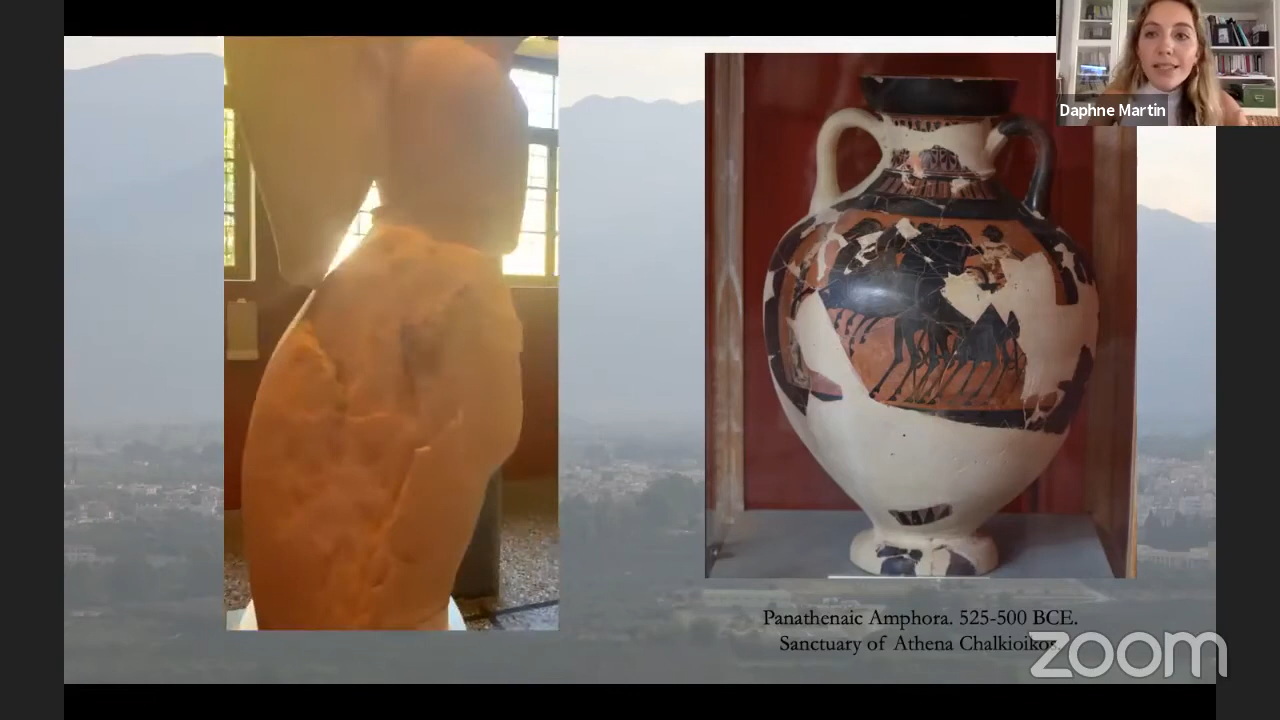 Daphne Martin
Panathenaic Amphora. 525-500 BCE.
Sanctuary of Athena Chalkioikos.
zoom